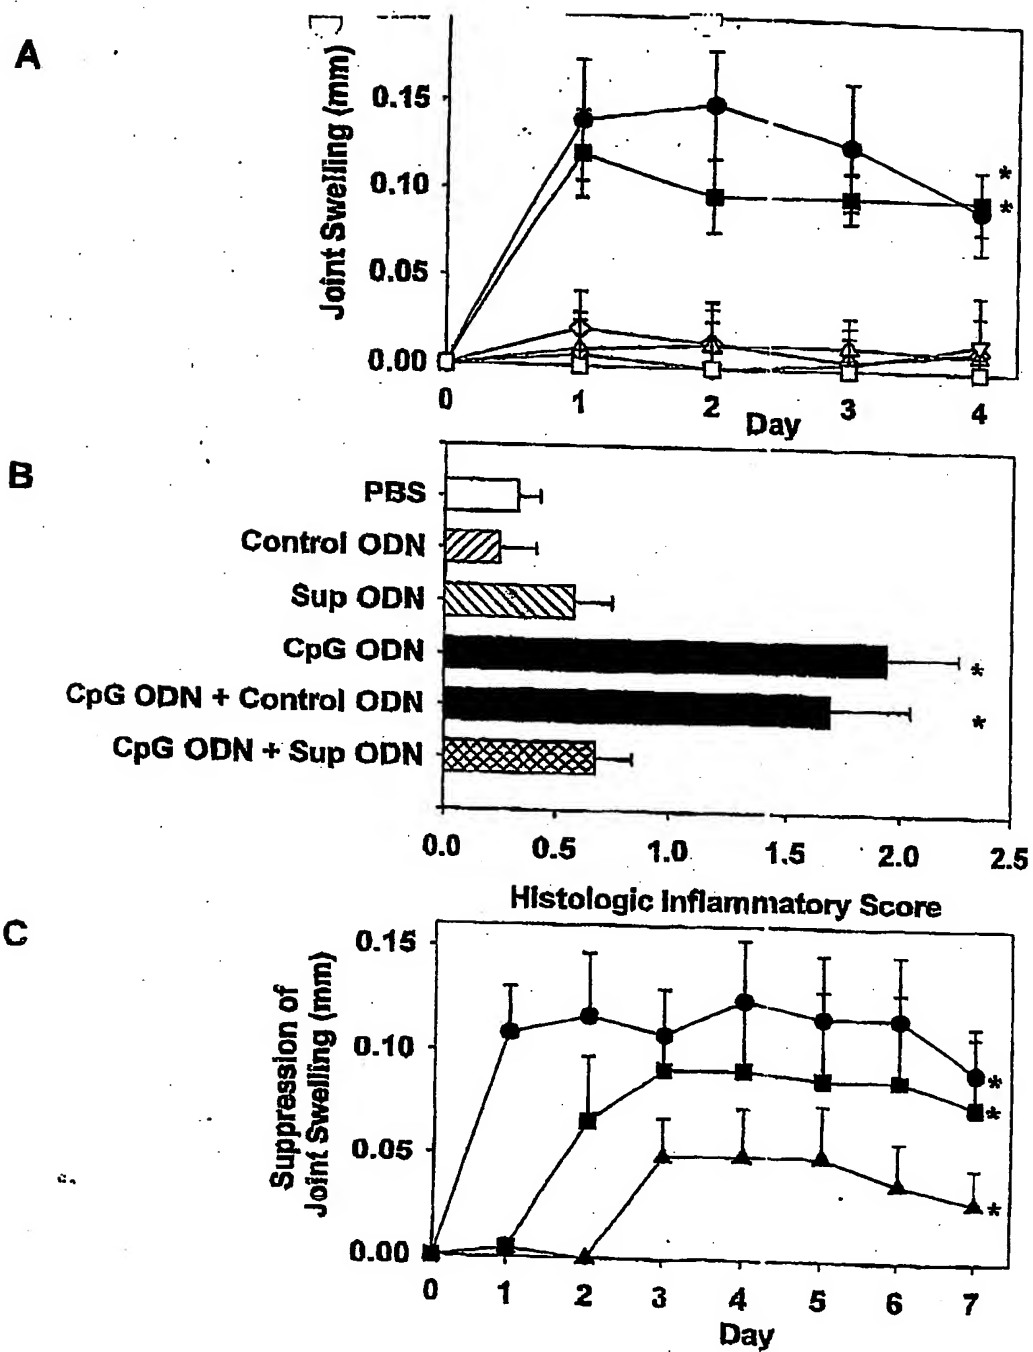 A
Joint Swelling (mm)
0.15
0.10
0.05
0.00
*
*
0 1 2 3 4
Day
B
PBS
Control ODN
Sup ODN
CpG ODN
CpG ODN + Control ODN
CpG ODN + Sup ODN
*
*
0.0 0.5 1.0 1.5 2.0 2.5
Histologic Inflammatory Score
C
Suppression of
Joint Swelling (mm)
0.15
0.10
0.05
0.00
*
*
*
0 1 2 3 4 5 6 7
Day